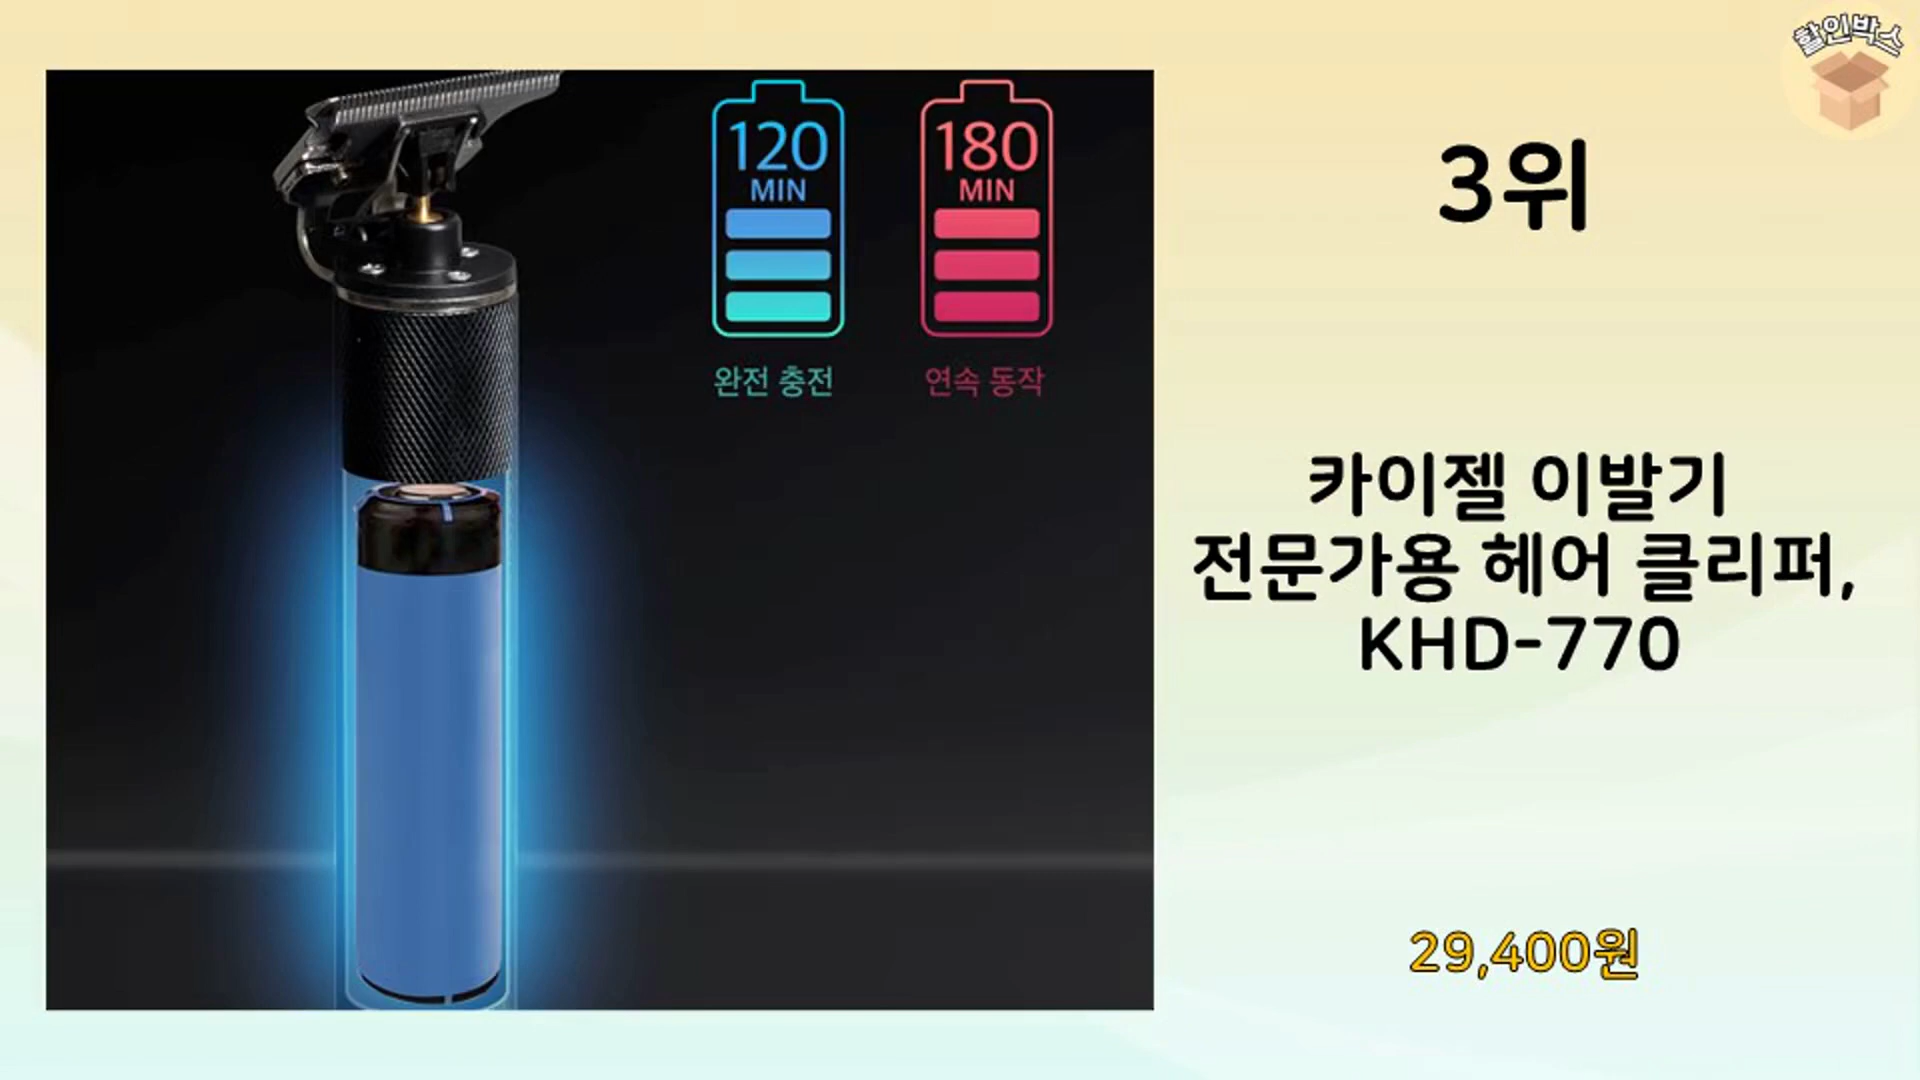 할인박스
120
MIN
완전 충전
180
MIN
연속 동작
3위
카이젤 이발기
전문가용 헤어 클리퍼,
KHD-770
29,400원